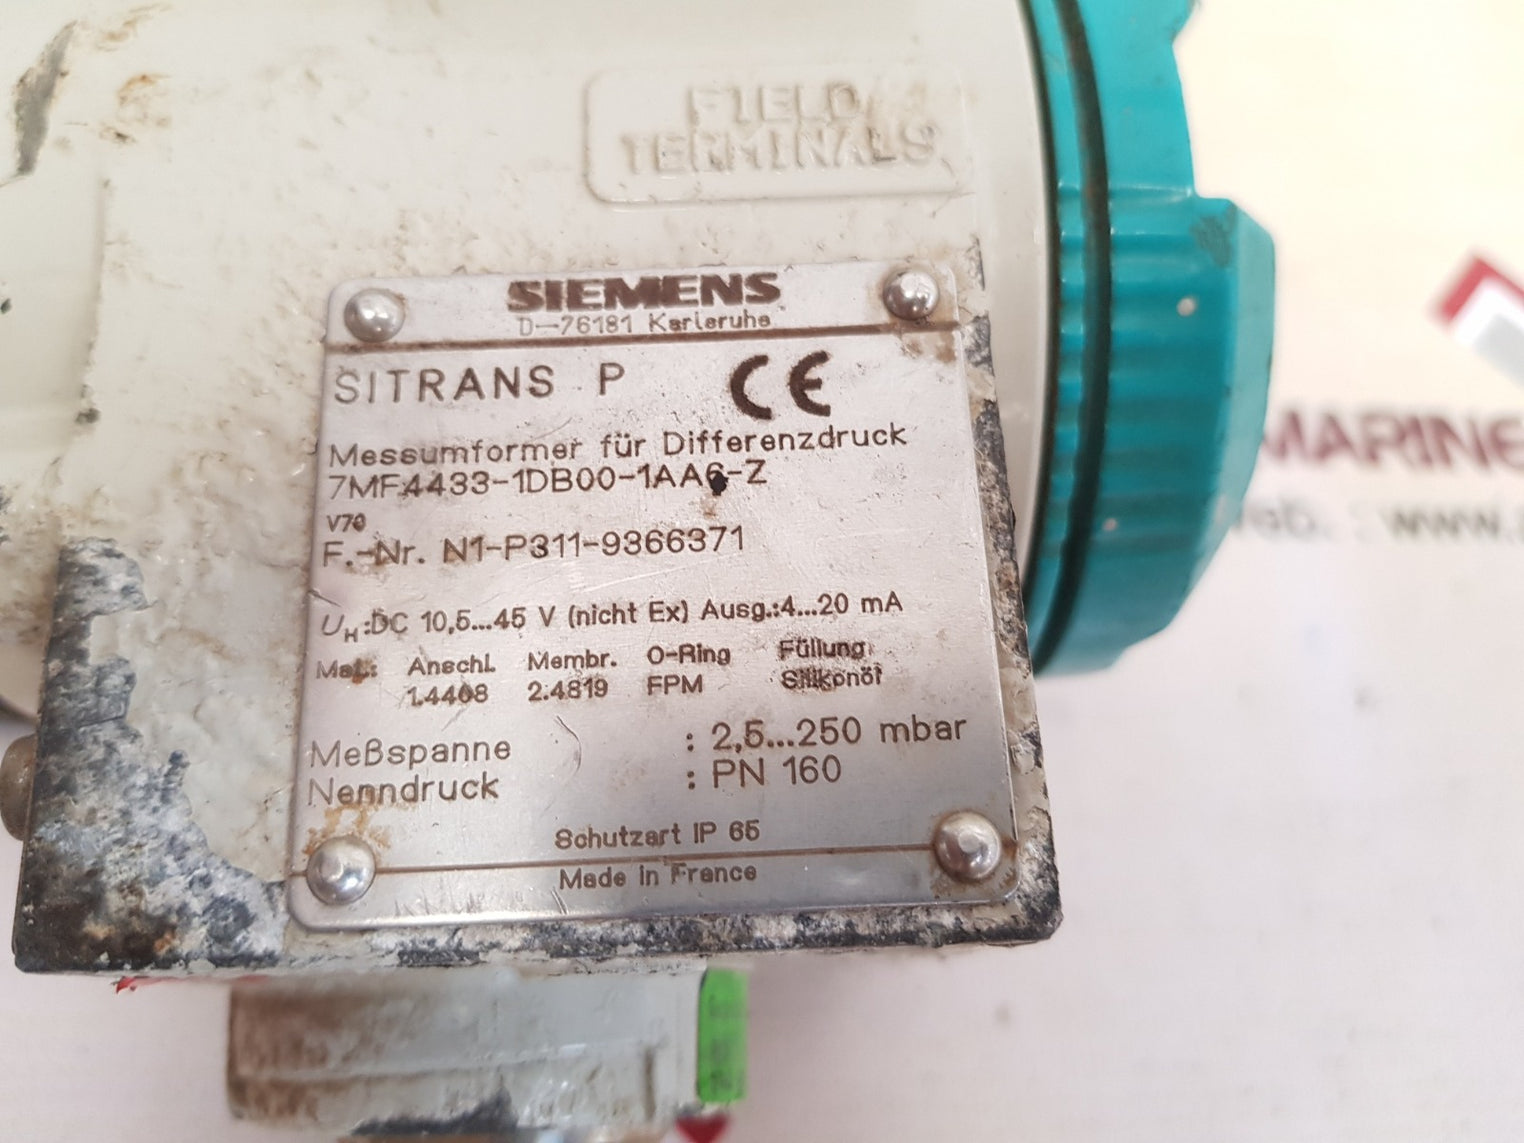 FIELD
TERMINALS
SIEMENS
D-76181 Karlsruhe
SITRANS P CE
Messumformer für Differenzdruck
7MF4433-1DB00-1AA6-Z
V70
F.-Nr. N1-P311-9366371
UH:DC 10,5...45 V (nicht Ex) Ausg.:4...20 mA
Mat.: Anschl. Membr. O-Ring Füllung
1.4408 2.4819 FPM Silikonöl
Meßspanne : 2,5...250 mbar
Nenndruck : PN 160
Schutzart IP 65
Made in France
MARINE
www.